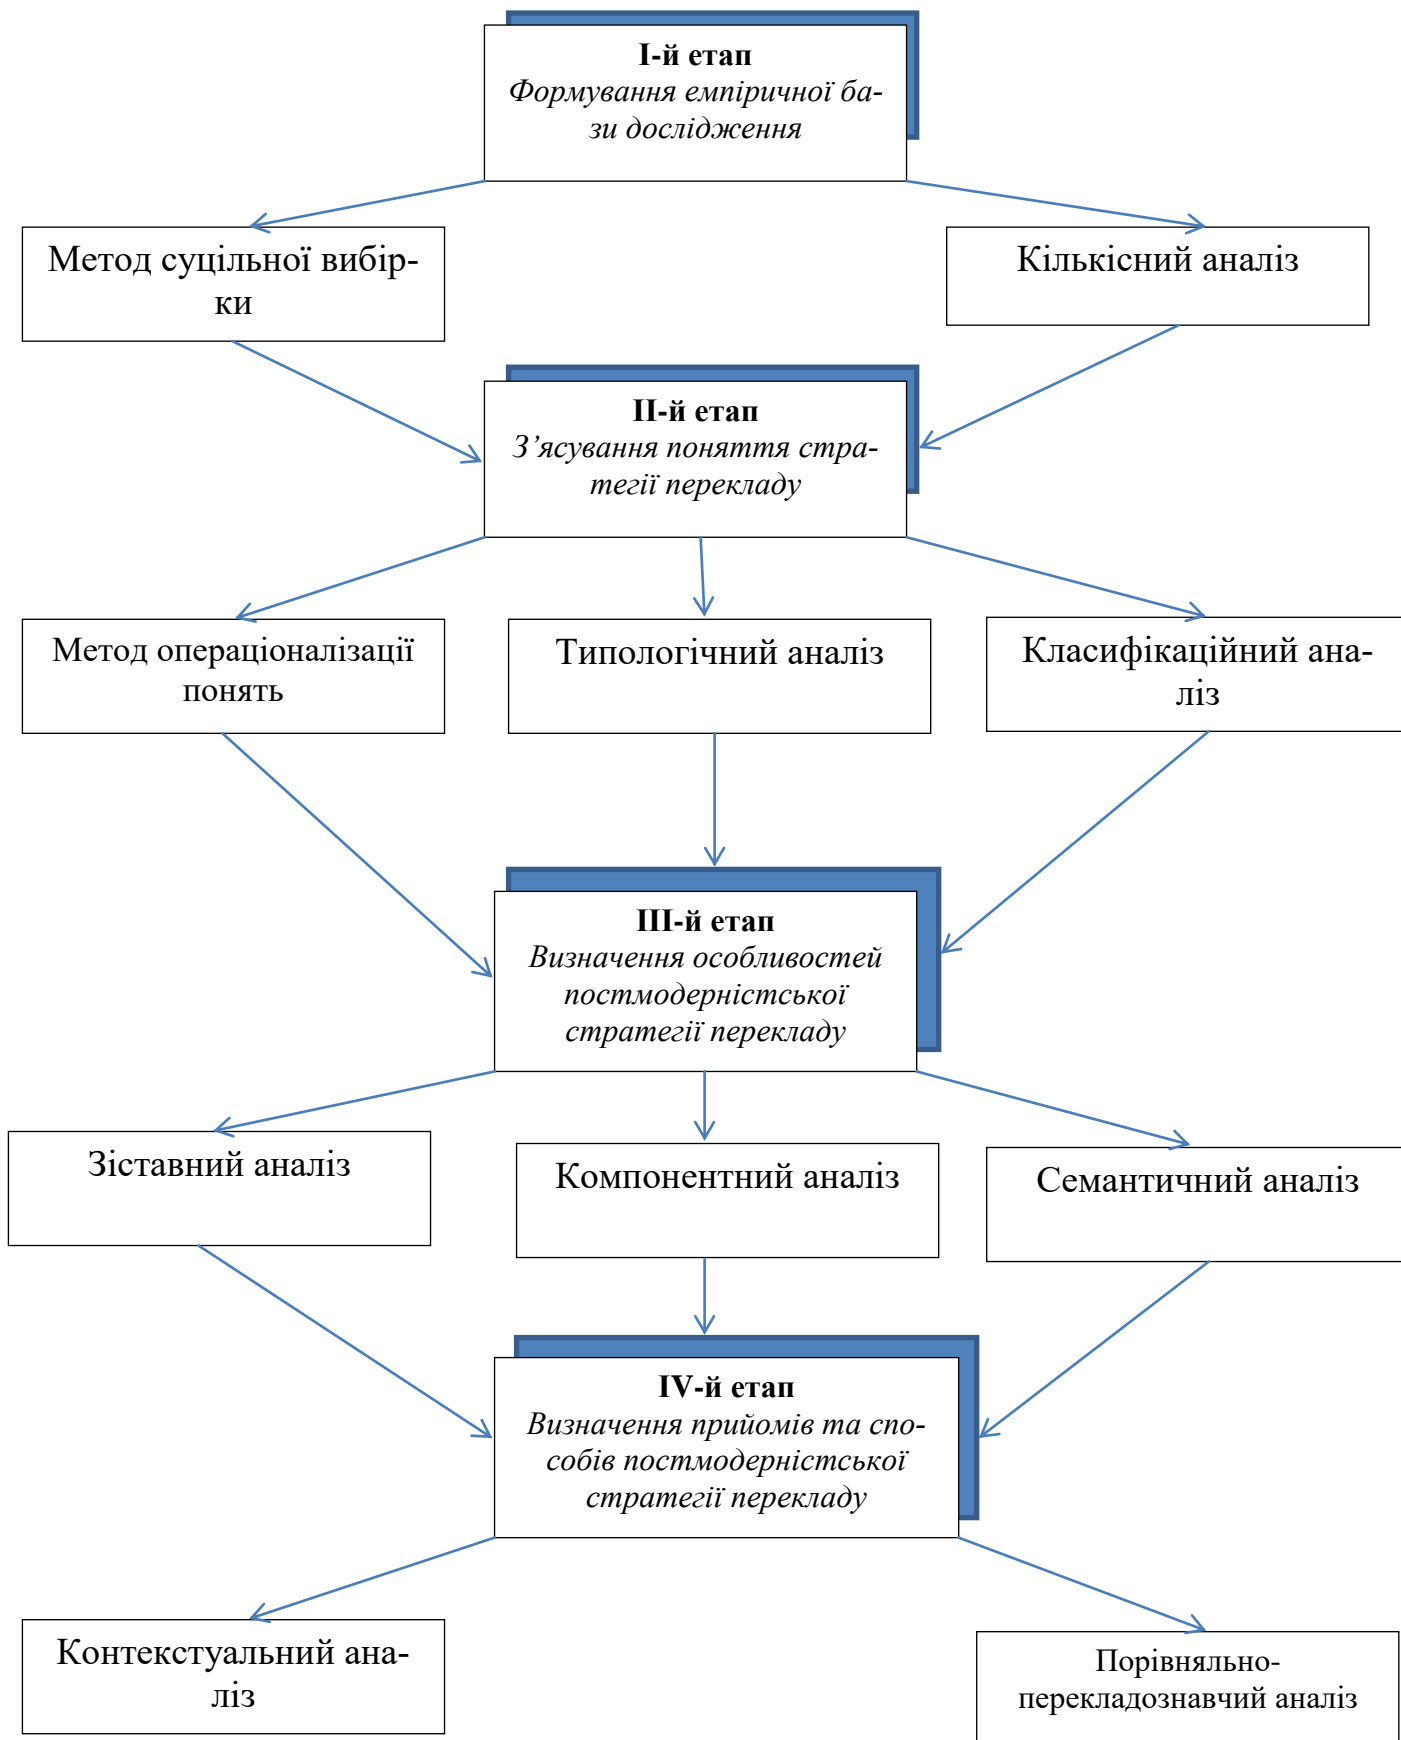 I-й етап
Формування емпіричної ба-
зи дослідження
Метод суцільної вибір-
ки
Кількісний аналіз
II-й етап
З’ясування поняття стра-
тегії перекладу
Метод операціоналізації
понять
Типологічний аналіз
Класифікаційний ана-
ліз
III-й етап
Визначення особливостей
постмодерністської
стратегії перекладу
Зіставний аналіз
Компонентний аналіз
Семантичний аналіз
IV-й етап
Визначення прийомів та спо-
собів постмодерністської
стратегії перекладу
Контекстуальний ана-
ліз
Порівняльно-
перекладознавчий аналіз